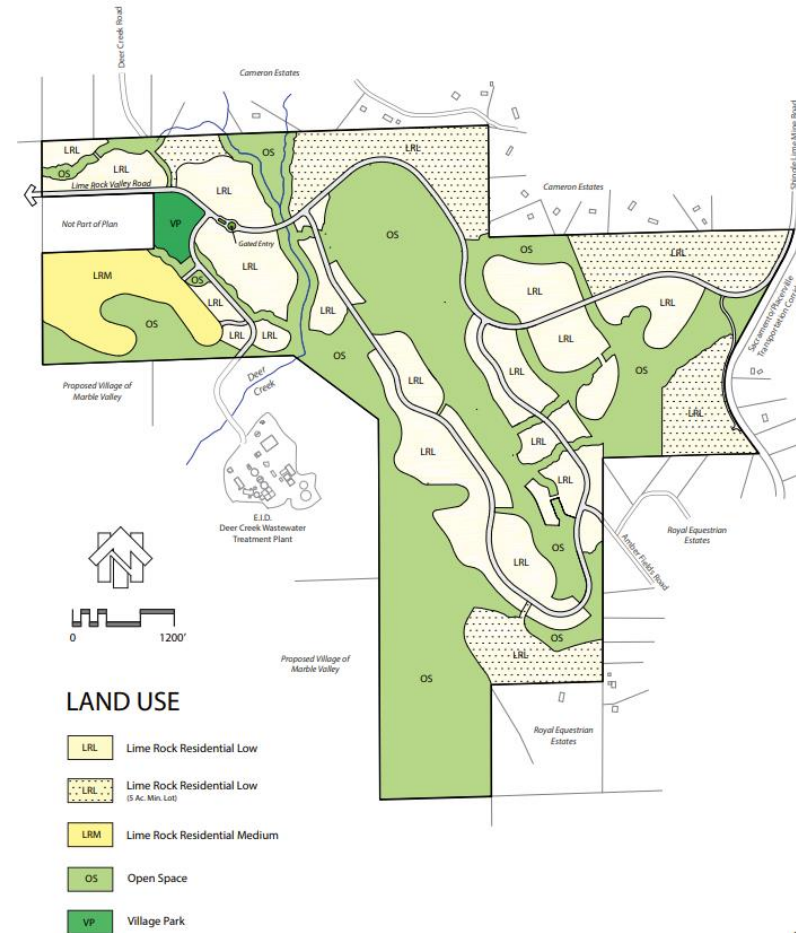 Deer Creek Road
Cameron Estates
LRL
OS
LRL
OS
LRL
LRL
Shingle Lime Mine Road
Lime Rock Valley Road
Cameron Estates
Not Part of Plan
VP
Gated Entry
OS
OS
LRL
LRM
OS
LRL
LRL
LRL
LRL
LRL
Sacramento/Placerville
Transportation Corridor
OS
LRL
LRL
OS
LRL
OS
LRL
LRL
Proposed Village of
Marble Valley
Deer
Creek
LRL
LRL
LRL
LRL
E.I.D.
Deer Creek Wastewater
Treatment Plant
Royal Equestrian
Estates
Amber Fields Road
OS
LRL
N
0 1200'
OS
LRL
Proposed Village of
Marble Valley
OS
Royal Equestrian
Estates
LAND USE
LRL Lime Rock Residential Low
LRL Lime Rock Residential Low
(5 Ac. Min. Lot)
LRM Lime Rock Residential Medium
OS Open Space
VP Village Park